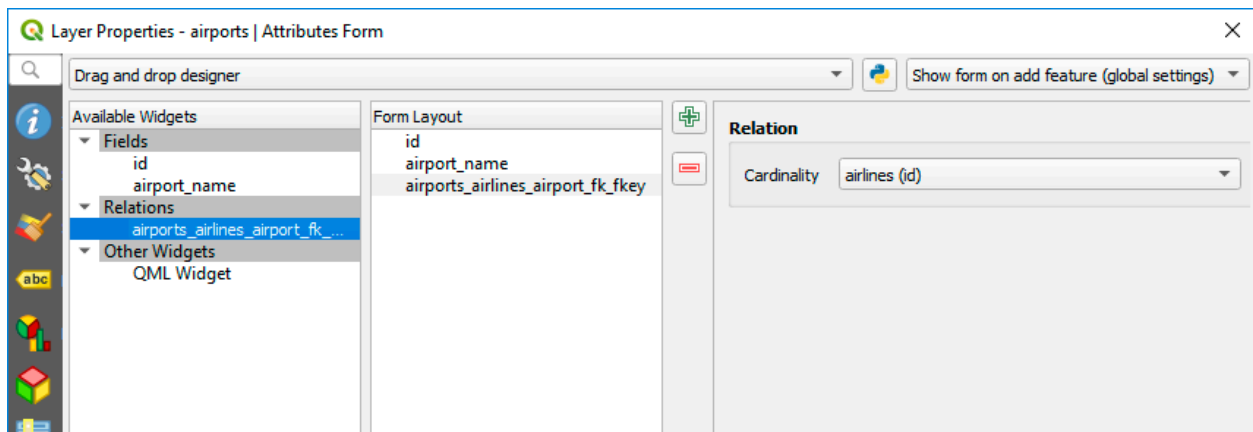 Layer Properties - airports | Attributes Form
Drag and drop designer
Show form on add feature (global settings)
Available Widgets
Fields
id
airport_name
Relations
airports_airlines_airport_fk_...
Other Widgets
QML Widget
Form Layout
id
airport_name
airports_airlines_airport_fk_fkey
Relation
Cardinality airlines (id)
abc